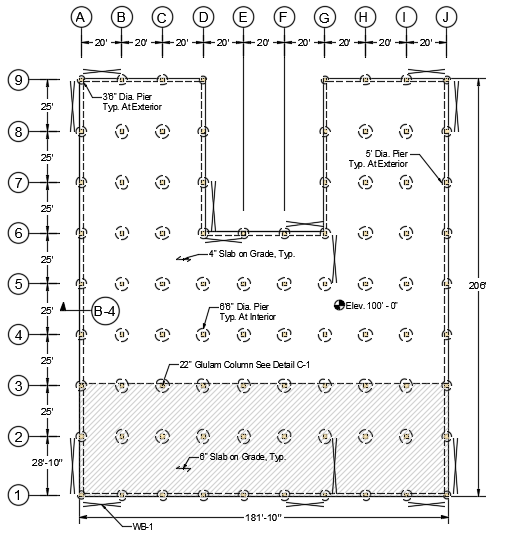 A B C D E F G H I J
20' 20' 20' 20' 20' 20' 20' 20' 20'
9
3'6" Dia. Pier
Typ. At Exterior
25'
8
5' Dia. Pier
Typ. At Exterior
25'
7
25'
6
4" Slab on Grade, Typ.
25'
5
206'
B-4
6'6" Dia. Pier
Typ. At Interior
Elev. 100' - 0"
25'
4
22" Glulam Column See Detail C-1
25'
3
25'
2
6" Slab on Grade, Typ.
28'-10"
1
181'-10"
WB-1